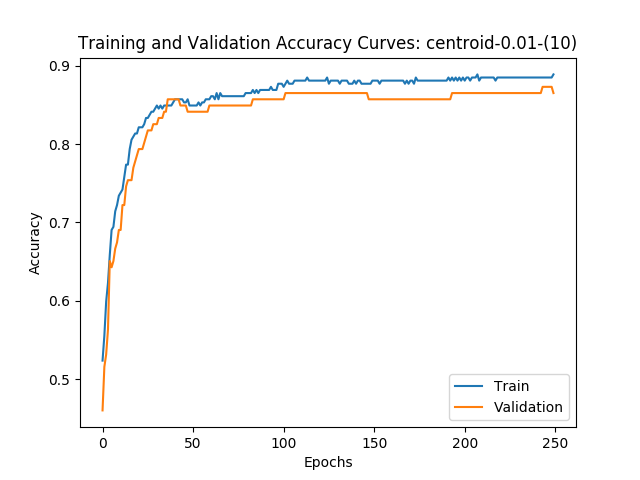 Training and Validation Accuracy Curves: centroid-0.01-(10)
0.9
0.8
0.7
0.6
0.5
Accuracy
Train
Validation
0 50 100 150 200 250
Epochs